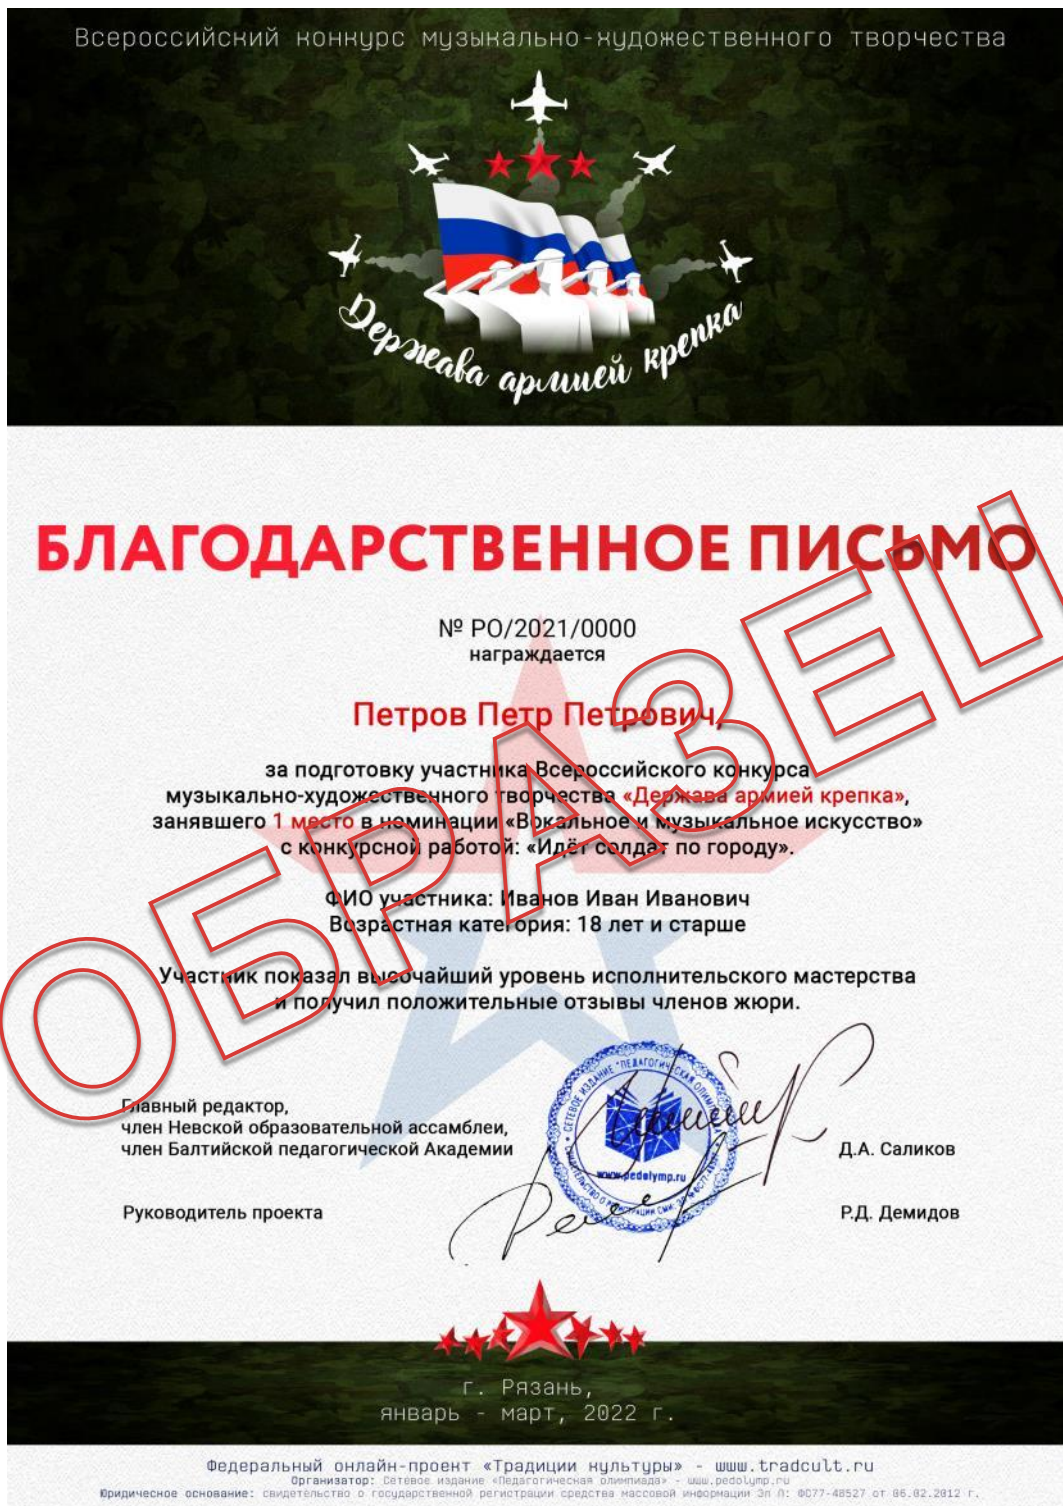 Всероссийский конкурс музыкально-художественного творчества
Держава армией крепка
БЛАГОДАРСТВЕННОЕ ПИСЬМО
№ РО/2021/0000
награждается
Петров Петр Петрович,
за подготовку участника Всероссийского конкурса
музыкально-художественного творчества «Держава армией крепка»,
занявшего 1 место в номинации «Вокальное и музыкальное искусство»
с конкурсной работой: «Идёт солдат по городу».
ФИО участника: Иванов Иван Иванович
Возрастная категория: 18 лет и старше
Участник показал высочайший уровень исполнительского мастерства
и получил положительные отзывы членов жюри.
ОБРАЗЕЦ
Главный редактор,
член Невской образовательной ассамблеи,
член Балтийской педагогической Академии
Д.А. Саликов
СЕТЕВОЕ ИЗДАНИЕ "ПЕДАГОГИЧЕСКАЯ
www.pedolymp.ru
Руководитель проекта
Р.Д. Демидов
г. Рязань,
январь - март, 2022 г.
Федеральный онлайн-проект «Традиции культуры» - www.tradcult.ru
Организатор: Сетевое издание «Педагогическая олимпиада» - www.pedolymp.ru
Юридическое основание: свидетельство о государственной регистрации средства массовой информации Эл №: ФС77-48527 от 06.02.2012 г.